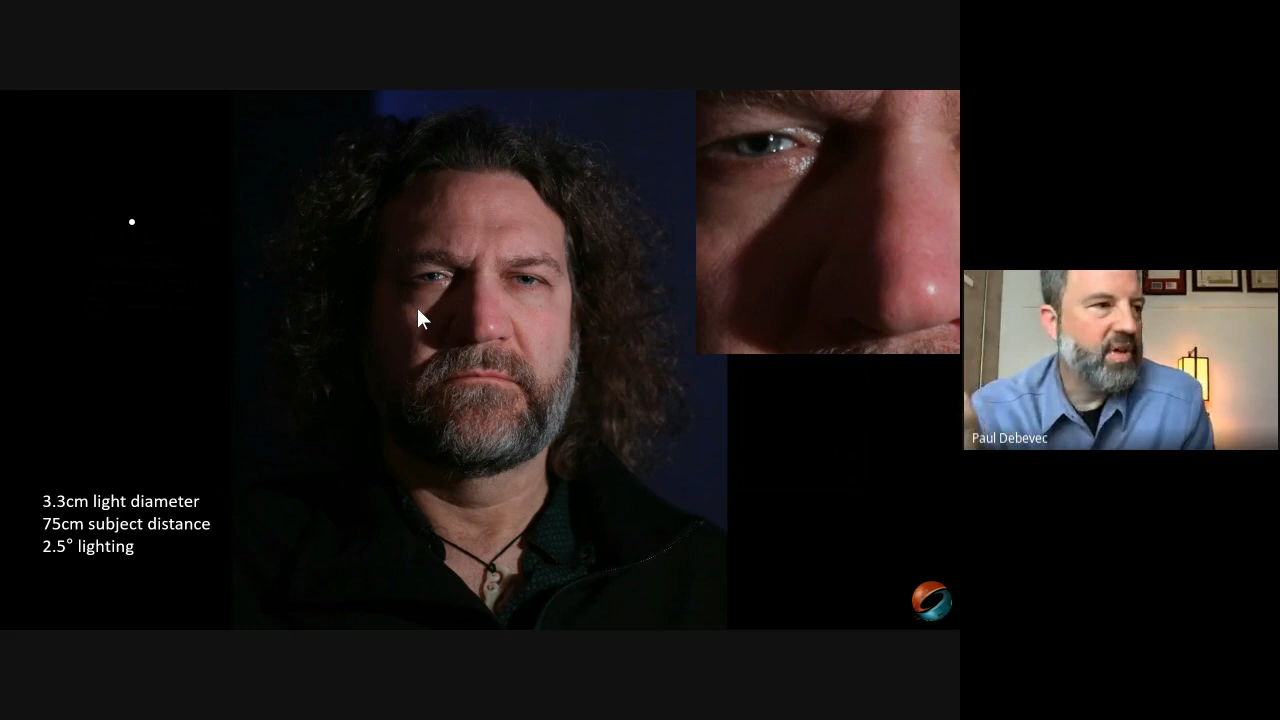 3.3cm light diameter
75cm subject distance
2.5° lighting
Paul Debevec